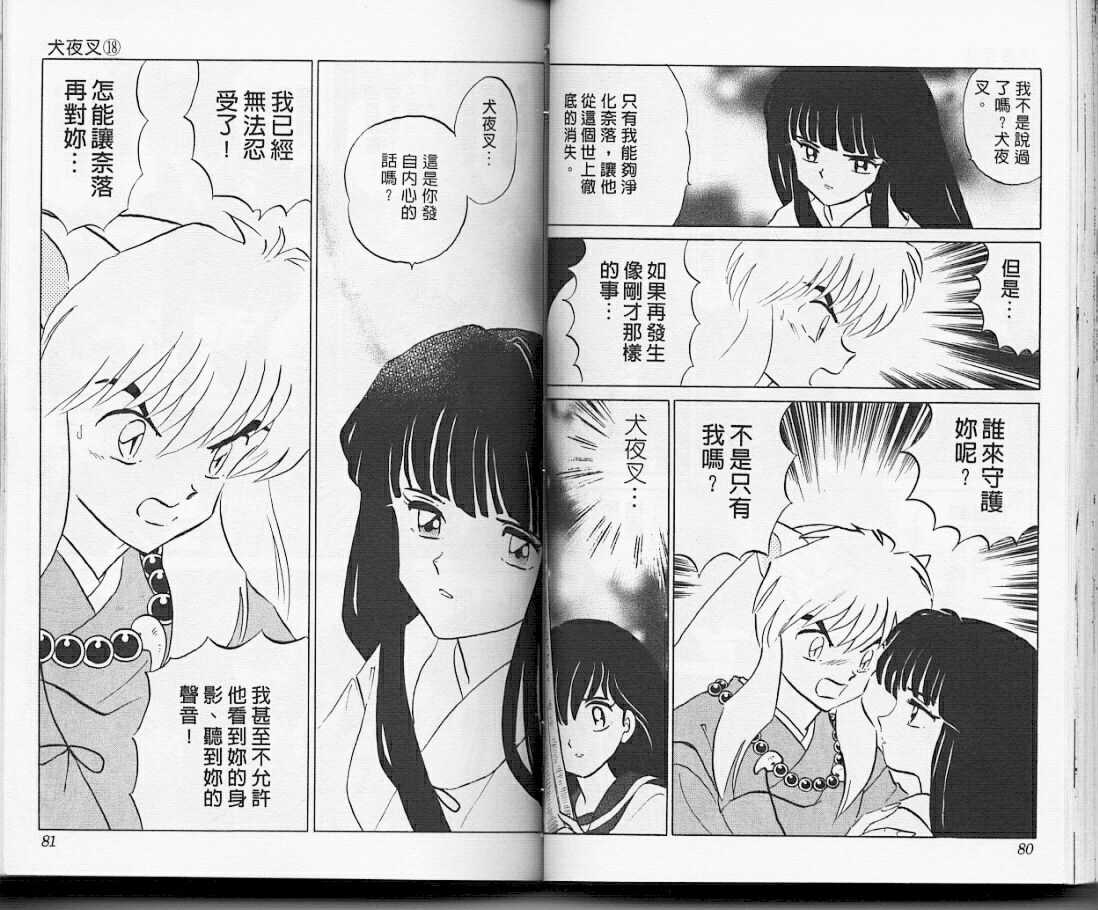 我不是說過
了嗎？犬夜
叉。
只有我能夠淨
化奈落，讓他
從這個世上徹
底的消失。
但是…
如果再發生
像剛才那樣
的事…
誰來守護
妳呢？
不是只有
我嗎？
犬夜叉…
80
犬夜叉⑱
犬夜叉…
這是你發
自內心的
話嗎？
我已經
無法忍
受了！
怎能讓奈落
再對妳…
我甚至不允許
他看到妳的身
影、聽到妳的
聲音！
81